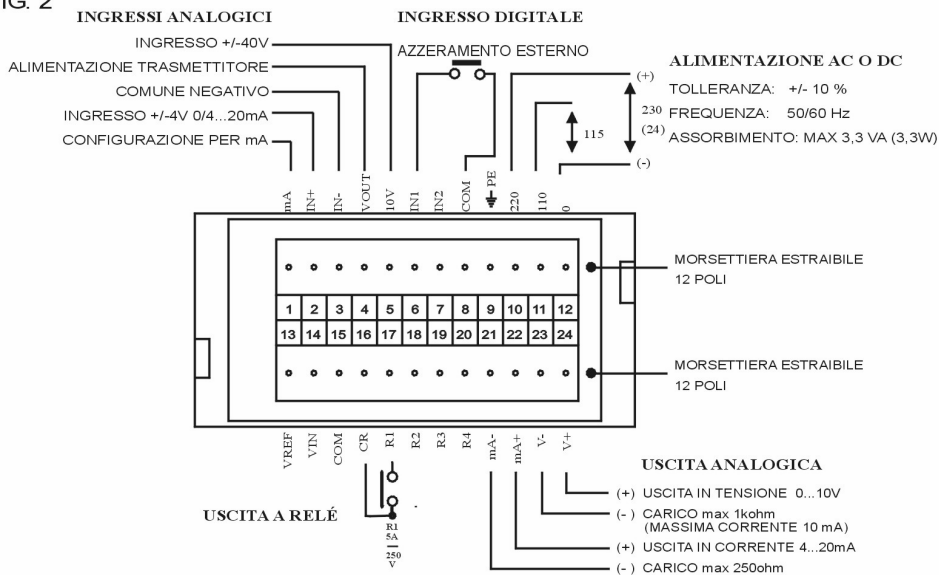 FIG. 2
INGRESSI ANALOGICI
INGRESSO +/-40V
ALIMENTAZIONE TRASMETTITORE
COMUNE NEGATIVO
INGRESSO +/-4V 0/4...20mA
CONFIGURAZIONE PER mA
INGRESSO DIGITALE
AZZERAMENTO ESTERNO
ALIMENTAZIONE AC O DC
(+)
TOLLERANZA: +/- 10 %
230 FREQUENZA: 50/60 Hz
(24) ASSORBIMENTO: MAX 3,3 VA (3,3W)
115
(-)
mA IN+ IN- VOUT 10V IN1 IN2 COM PE 220 110 0
MORSETTIERA ESTRAIBILE
12 POLI
1 2 3 4 5 6 7 8 9 10 11 12
13 14 15 16 17 18 19 20 21 22 23 24
MORSETTIERA ESTRAIBILE
12 POLI
VREF VIN COM CR R1 R2 R3 R4 mA- mA+ V- V+
USCITA A RELÉ
R1
5A
250
V
USCITA ANALOGICA
(+) USCITA IN TENSIONE 0...10V
(-) CARICO max 1kohm
(MASSIMA CORRENTE 10 mA)
(+) USCITA IN CORRENTE 4...20mA
(-) CARICO max 250ohm